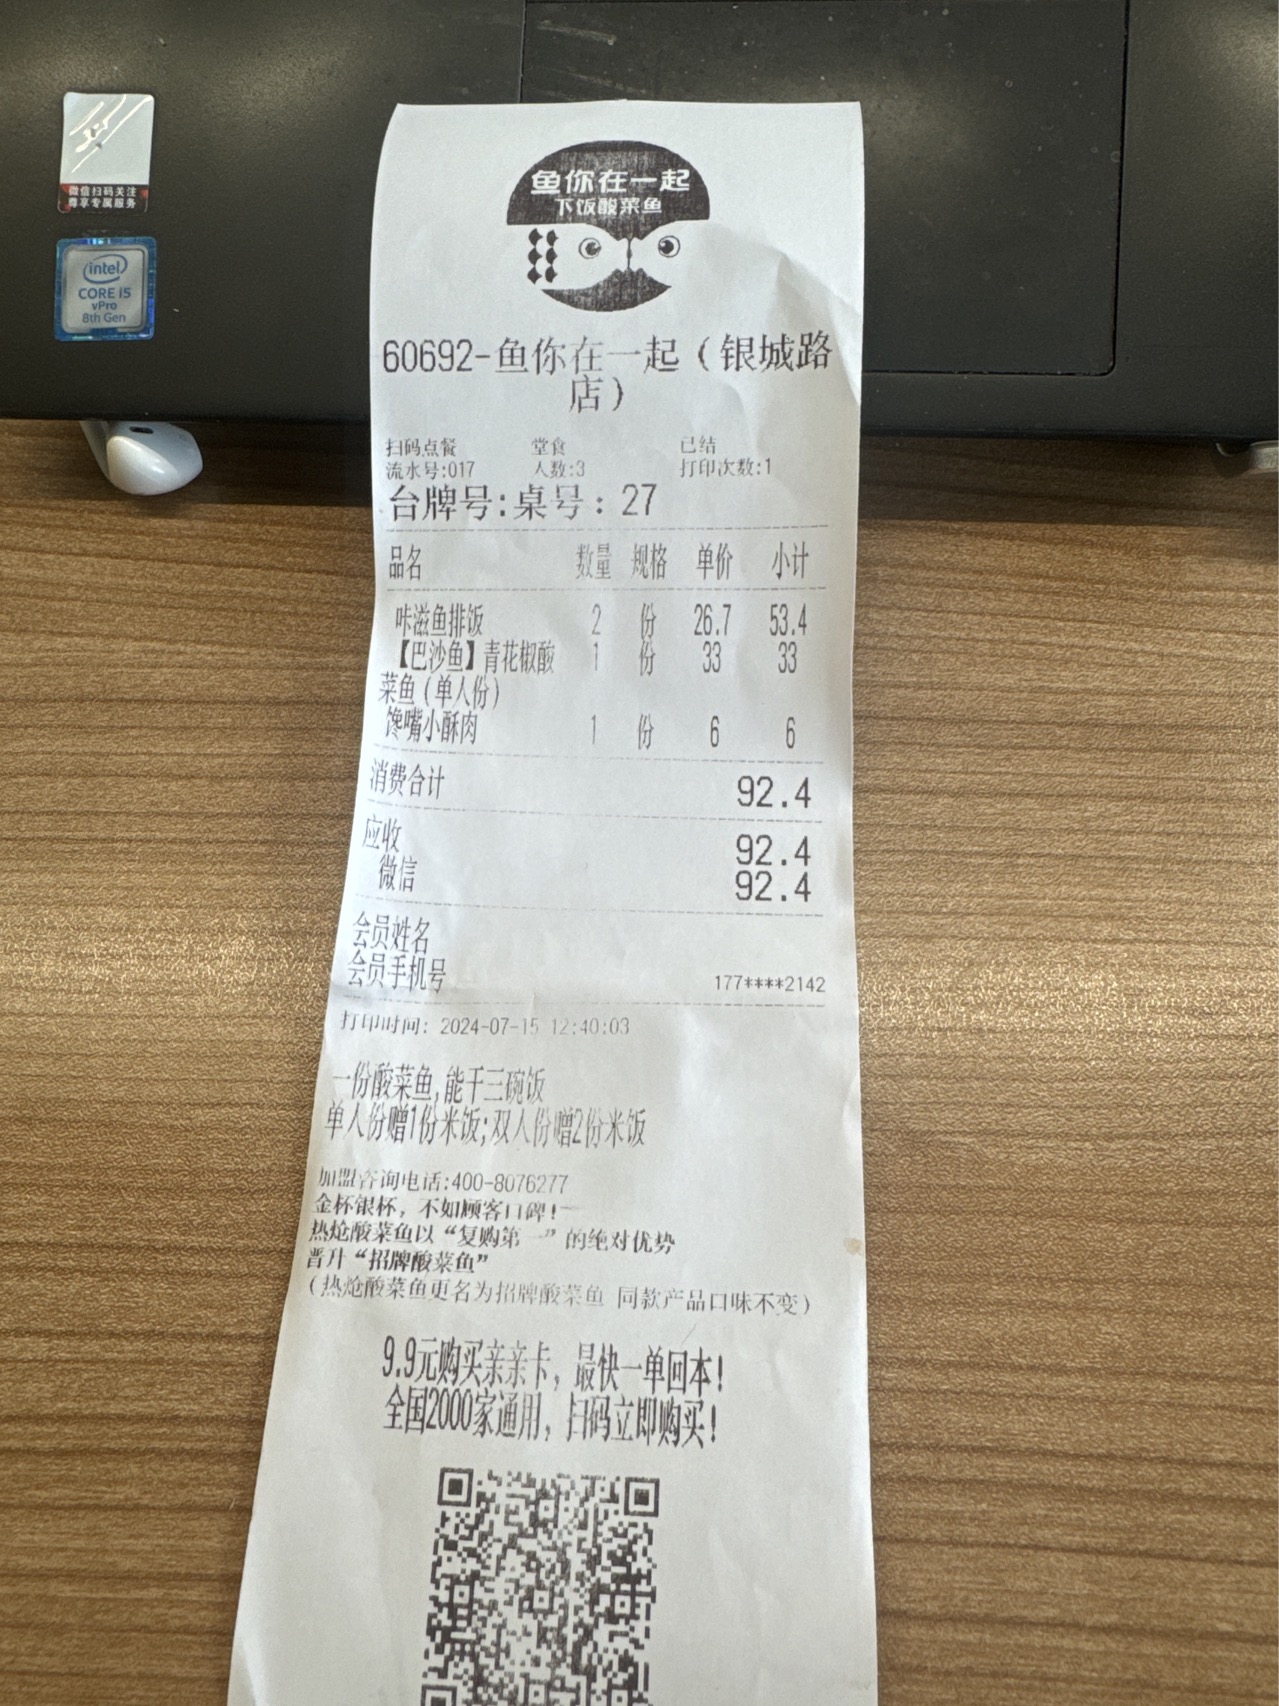 微信扫码关注
尊享专属服务
intel
CORE i5
vPro
8th Gen
鱼你在一起
下饭酸菜鱼
60692-鱼你在一起（银城路
店）
扫码点餐 堂食 已结
流水号:017 人数:3 打印次数:1
台牌号:桌号：27
品名 数量 规格 单价 小计
咔滋鱼排饭 2 份 26.7 53.4
【巴沙鱼】青花椒酸 1 份 33 33
菜鱼(单人份)
馋嘴小酥肉 1 份 6 6
消费合计 92.4
应收 92.4
微信 92.4
会员姓名
会员手机号 177****2142
打印时间: 2024-07-15 12:40:03
一份酸菜鱼,能干三碗饭
单人份赠1份米饭;双人份赠2份米饭
加盟咨询电话:400-8076277
金杯银杯，不如顾客口碑!
热炝酸菜鱼以“复购第一”的绝对优势
晋升“招牌酸菜鱼”
(热炝酸菜鱼更名为招牌酸菜鱼 同款产品口味不变)
9.9元购买亲亲卡，最快一单回本!
全国2000家通用，扫码立即购买!